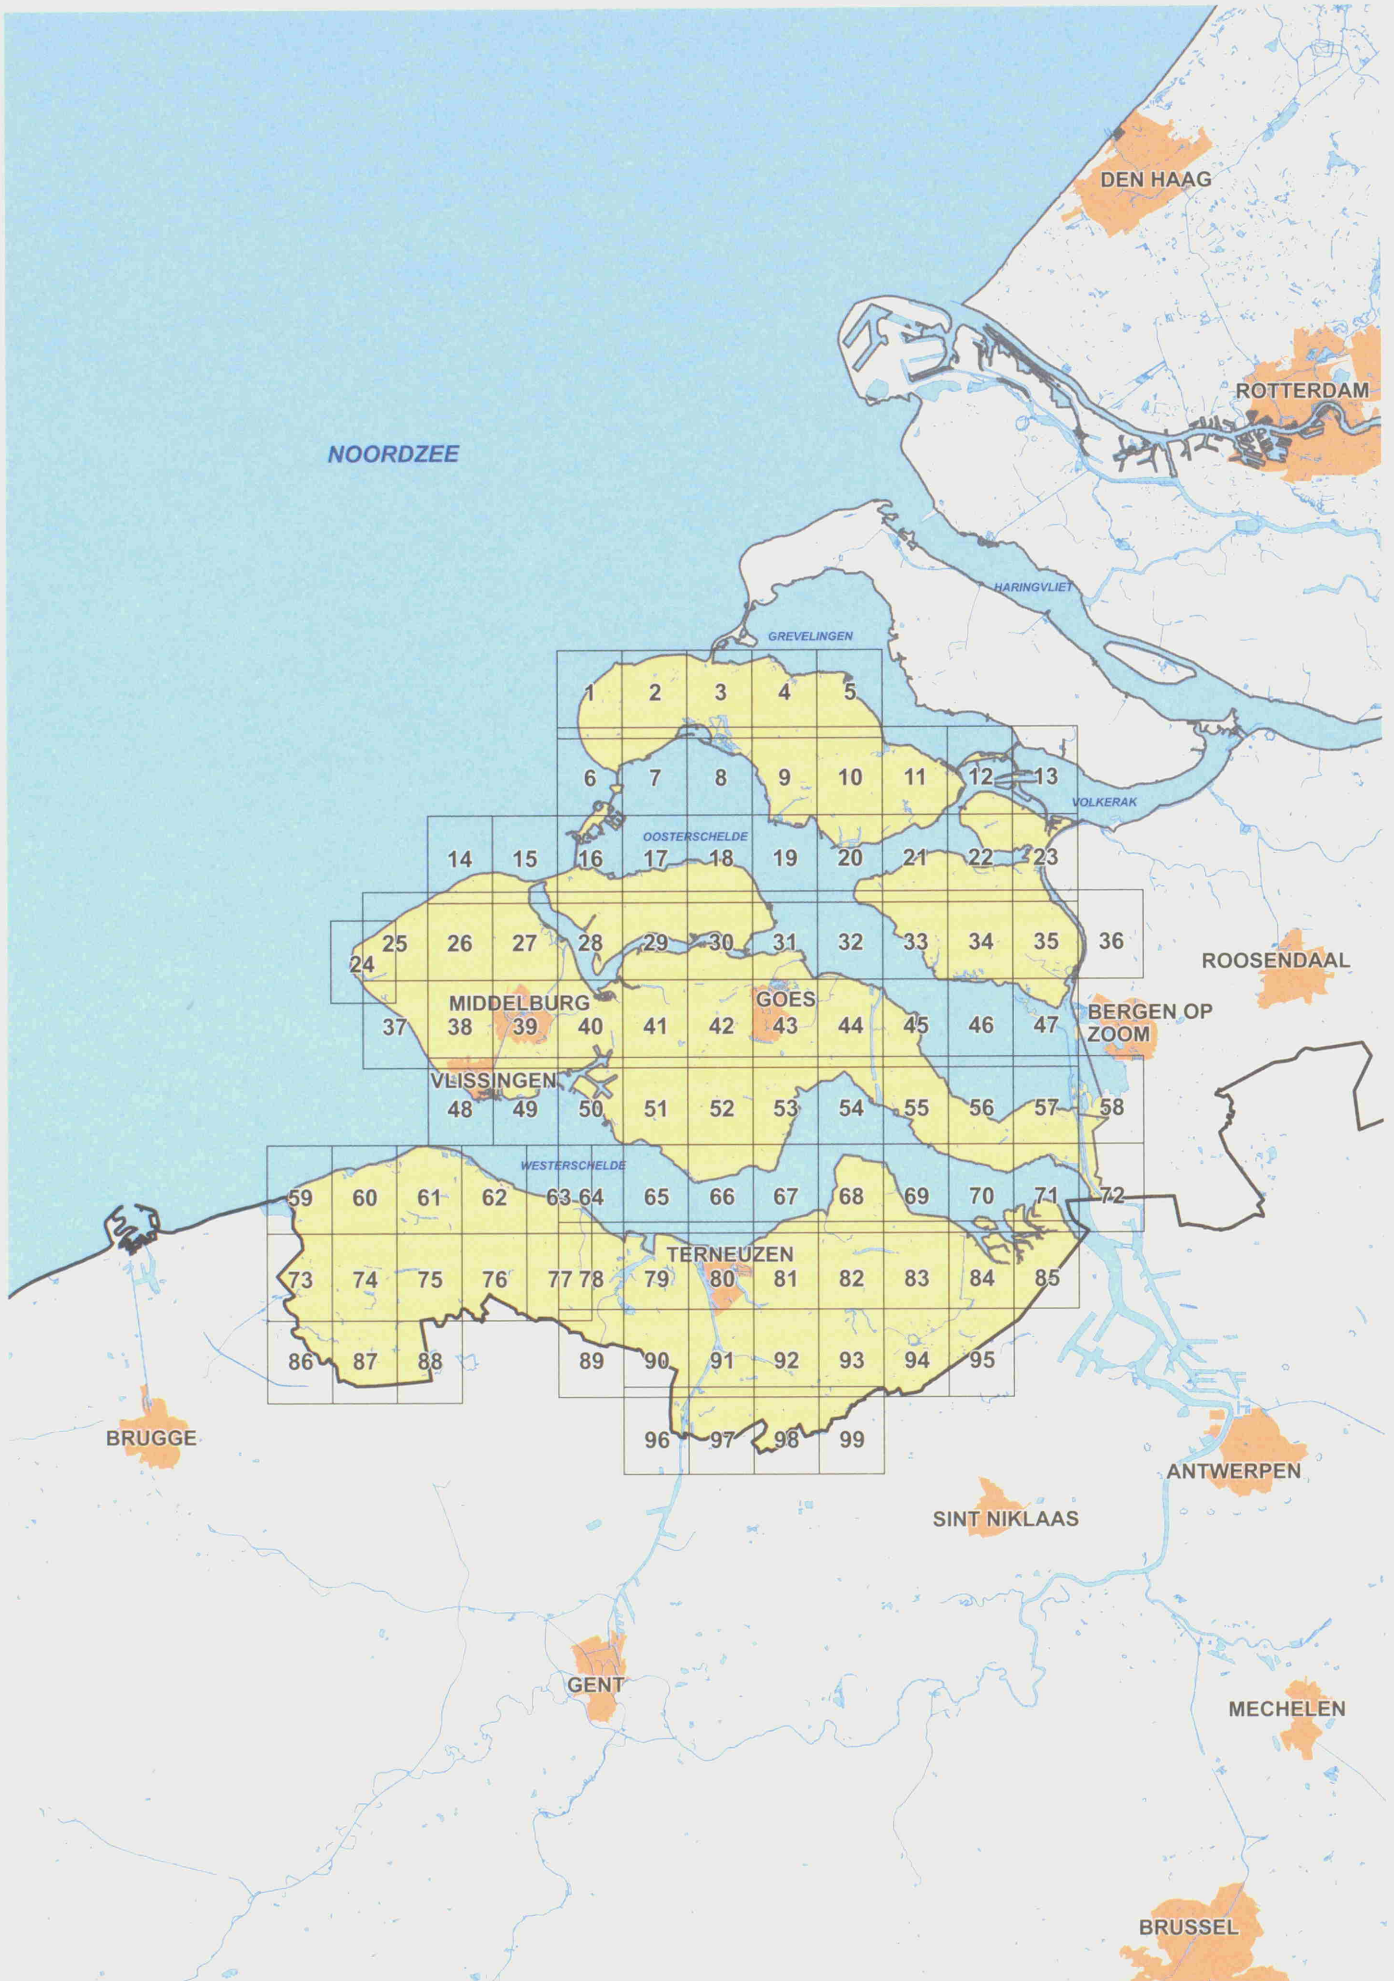 DEN HAAG
ROTTERDAM
NOORDZEE
HARINGVLIET
GREVELINGEN
1 2 3 4 5
6 7 8 9 10 11 12 13
VOLKERAK
OOSTERSCHELDE
14 15 16 17 18 19 20 21 22 23
24 25 26 27 28 29 30 31 32 33 34 35 36
ROOSENDAAL
MIDDELBURG
GOES
BERGEN OP
ZOOM
37 38 39 40 41 42 43 44 45 46 47
VLISSINGEN
48 49 50 51 52 53 54 55 56 57 58
WESTERSCHELDE
59 60 61 62 63 64 65 66 67 68 69 70 71 72
TERNEUZEN
73 74 75 76 77 78 79 80 81 82 83 84 85
86 87 88 89 90 91 92 93 94 95
BRUGGE
96 97 98 99
ANTWERPEN
SINT NIKLAAS
GENT
MECHELEN
BRUSSEL